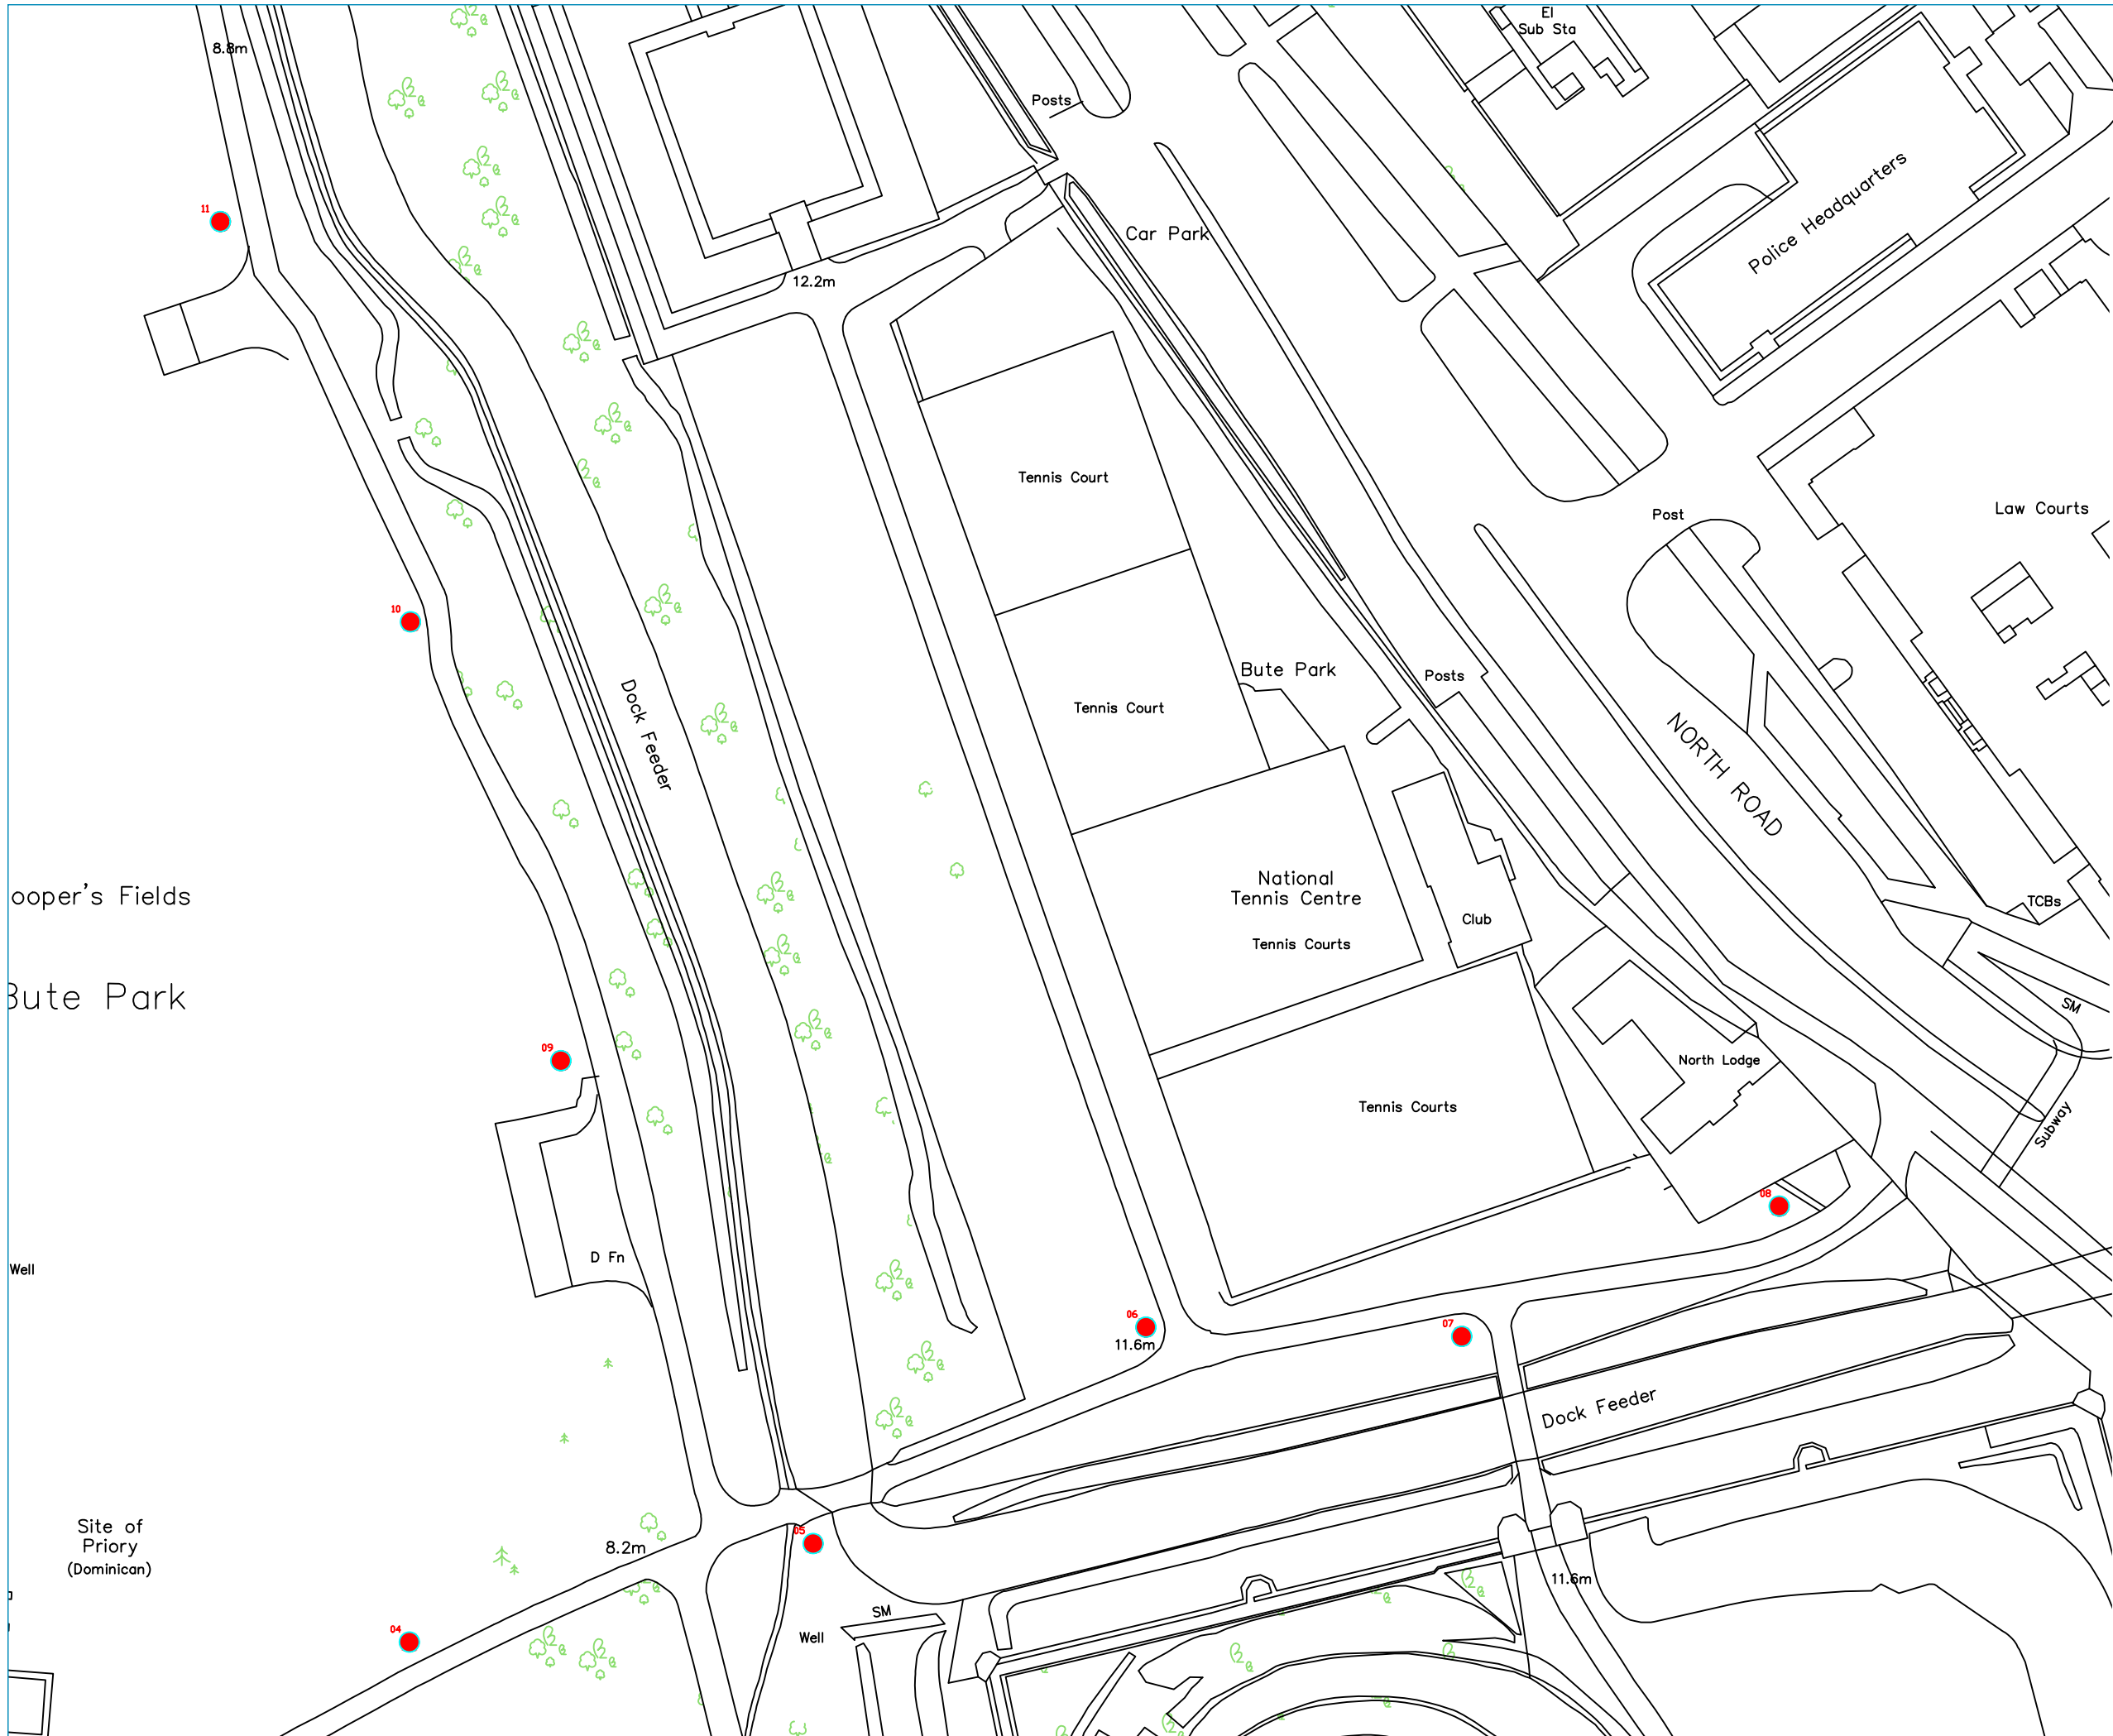 8.8m
El
Sub Sta
Posts
Police Headquarters
11
Car Park
12.2m
Tennis Court
Post
Law Courts
10
Bute Park
Posts
Tennis Court
Dock Feeder
NORTH ROAD
National
Tennis Centre
ooper's Fields
Club
TCBs
Tennis Courts
Bute Park
SM
09
North Lodge
Tennis Courts
Subway
08
D Fn
Well
06
07
11.6m
Dock Feeder
Site of
Priory
(Dominican)
05
8.2m
11.6m
SM
04
Well